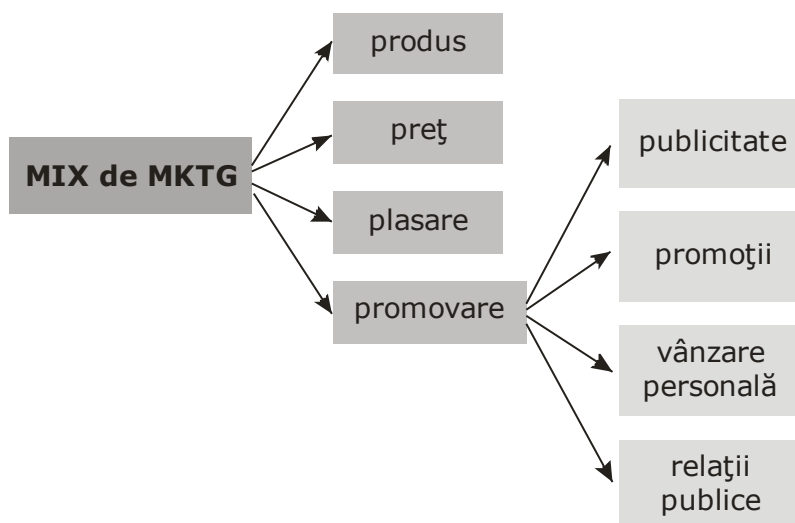 MIX de MKTG
produs
preţ
plasare
promovare
publicitate
promoţii
vânzare
personală
relaţii
publice